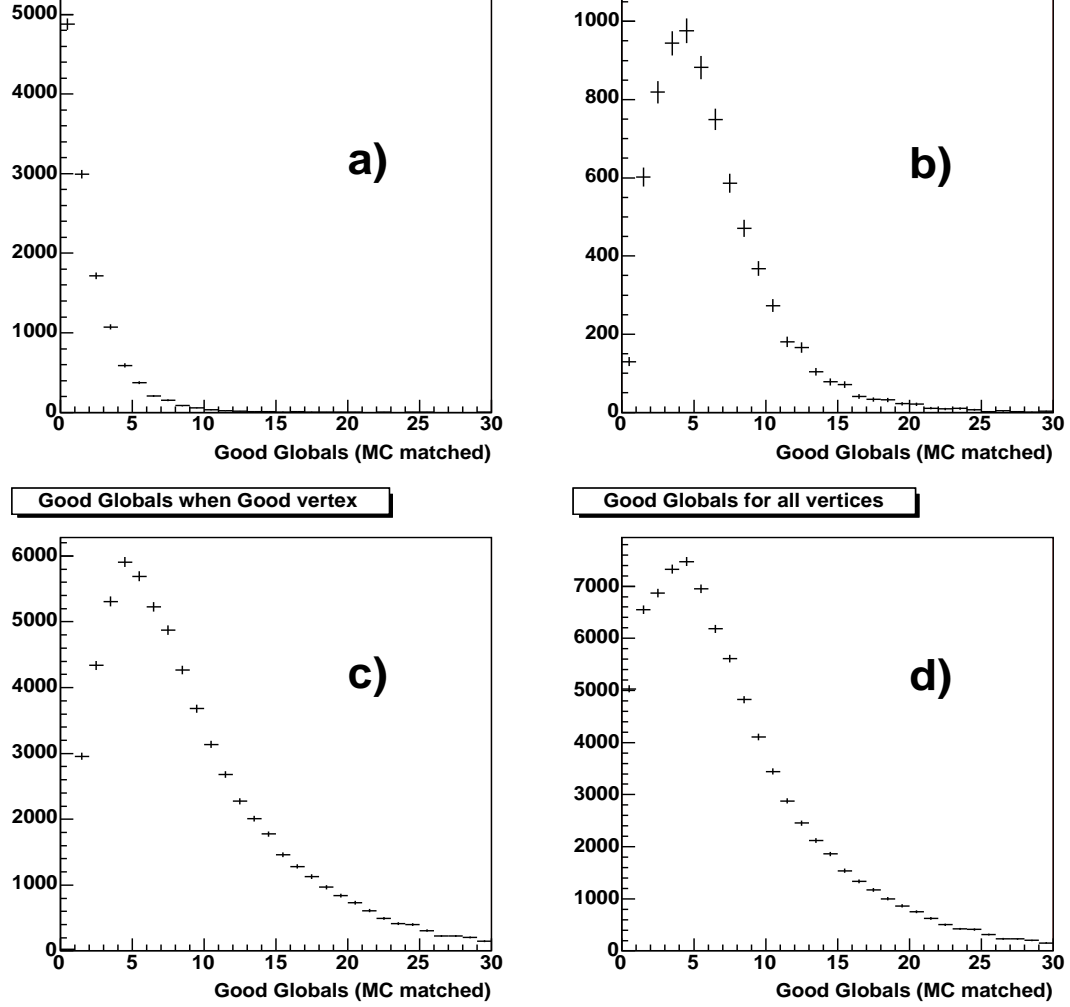 5000
4000
3000
2000
1000
0
a)
0 5 10 15 20 25 30
Good Globals (MC matched)
1000
800
600
400
200
0
b)
0 5 10 15 20 25 30
Good Globals (MC matched)
Good Globals when Good vertex
6000
5000
4000
3000
2000
1000
0
c)
0 5 10 15 20 25 30
Good Globals (MC matched)
Good Globals for all vertices
7000
6000
5000
4000
3000
2000
1000
0
d)
0 5 10 15 20 25 30
Good Globals (MC matched)